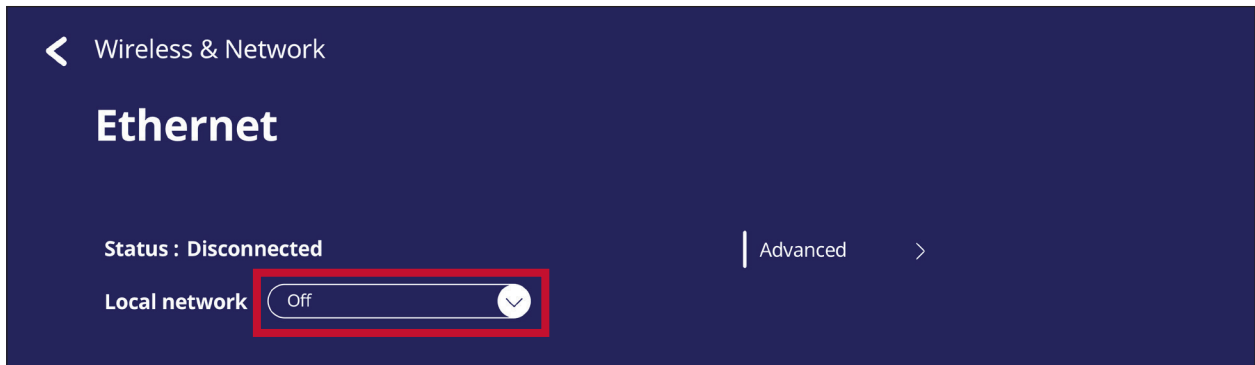 Wireless & Network
Ethernet
Status : Disconnected
Advanced
Local network
Off